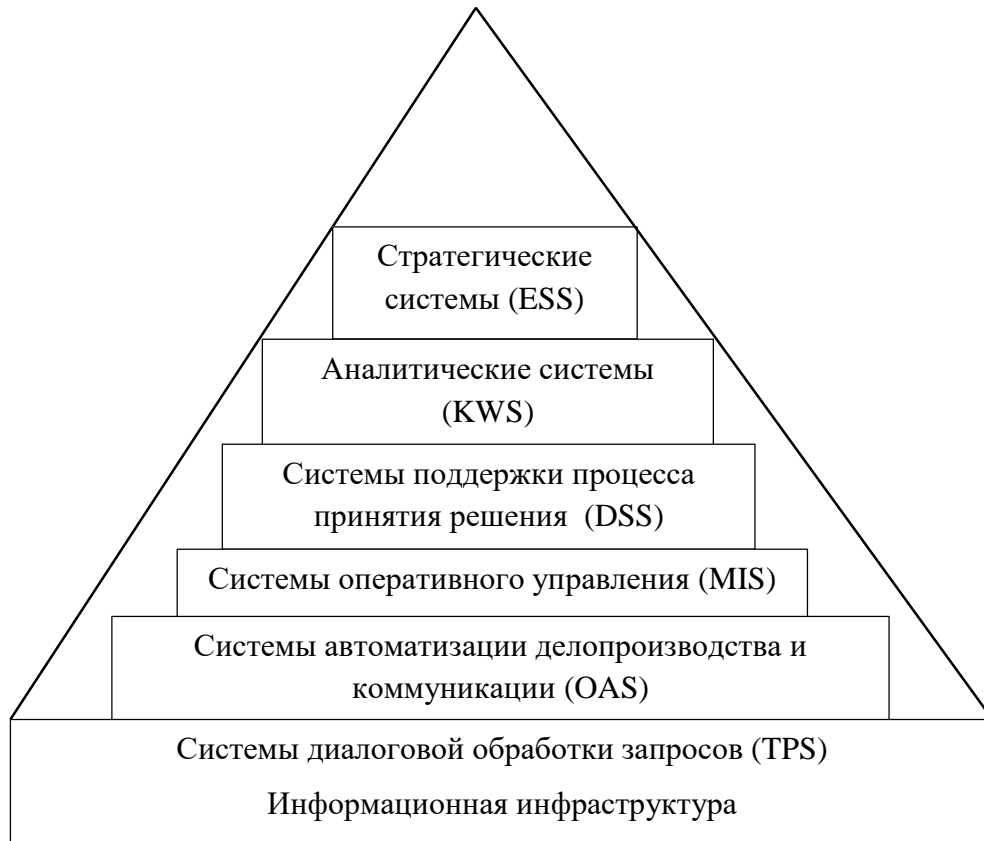 Стратегические
системы (ESS)
Аналитические системы
(KWS)
Системы поддержки процесса
принятия решения (DSS)
Системы оперативного управления (MIS)
Системы автоматизации делопроизводства и
коммуникации (OAS)
Системы диалоговой обработки запросов (TPS)
Информационная инфраструктура